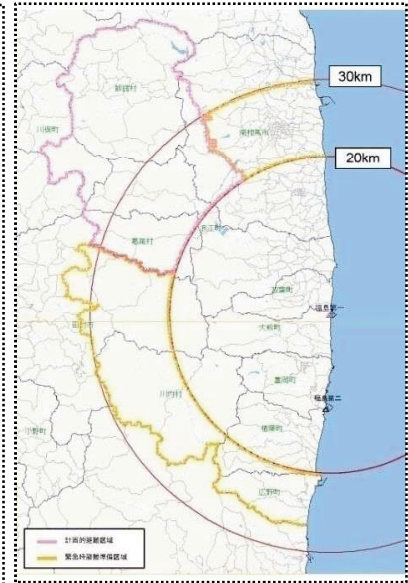 30km
20km
飯舘村
川俣町
南相馬市
浪江町
葛尾村
双葉町
福島第一
大熊町
田村市
富岡町
川内村
福島第二
楢葉町
小野町
広野町
計画的避難区域
緊急時避難準備区域